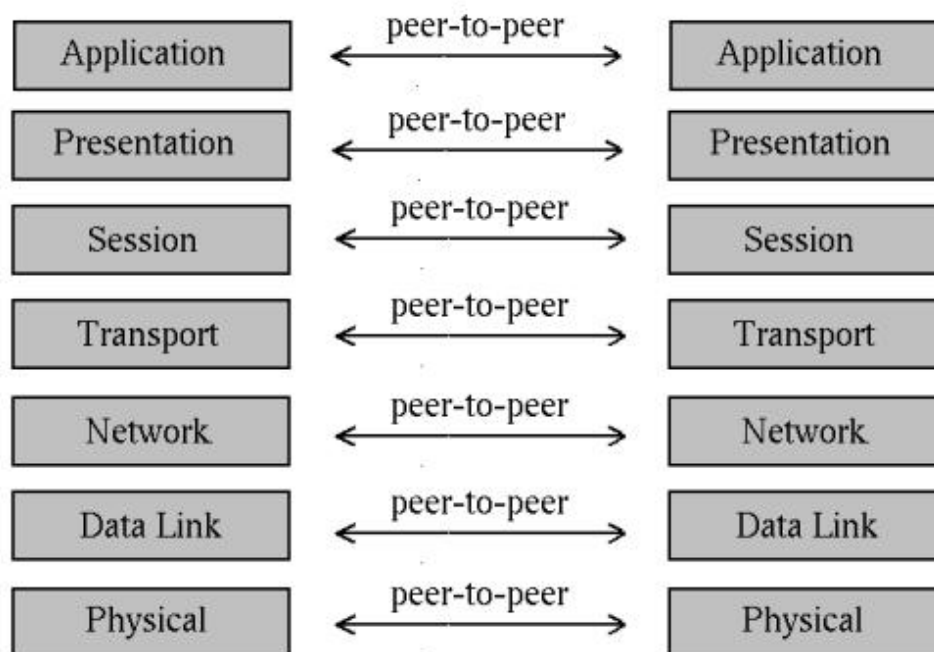 peer-to-peer
Application
Application
peer-to-peer
Presentation
Presentation
peer-to-peer
Session
Session
peer-to-peer
Transport
Transport
peer-to-peer
Network
Network
peer-to-peer
Data Link
Data Link
peer-to-peer
Physical
Physical